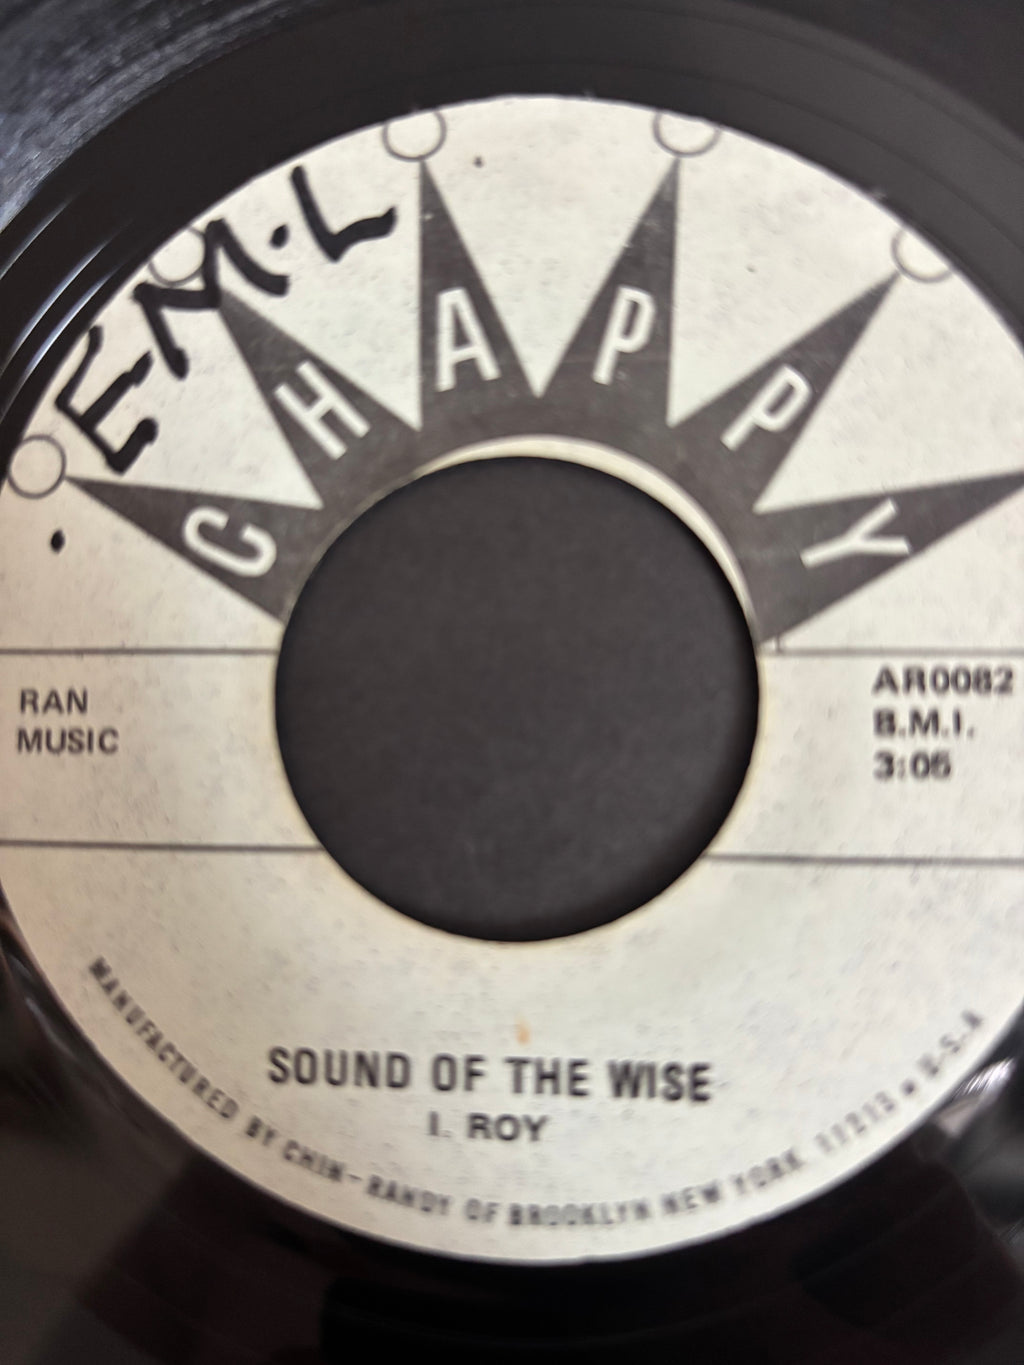 E·M·L
CHAPPY
RAN
MUSIC
AR0082
B.M.I.
3:05
SOUND OF THE WISE
I. ROY
MANUFACTURED BY CHIN-RANDY OF BROOKLYN NEW YORK 11213 • U-S-A